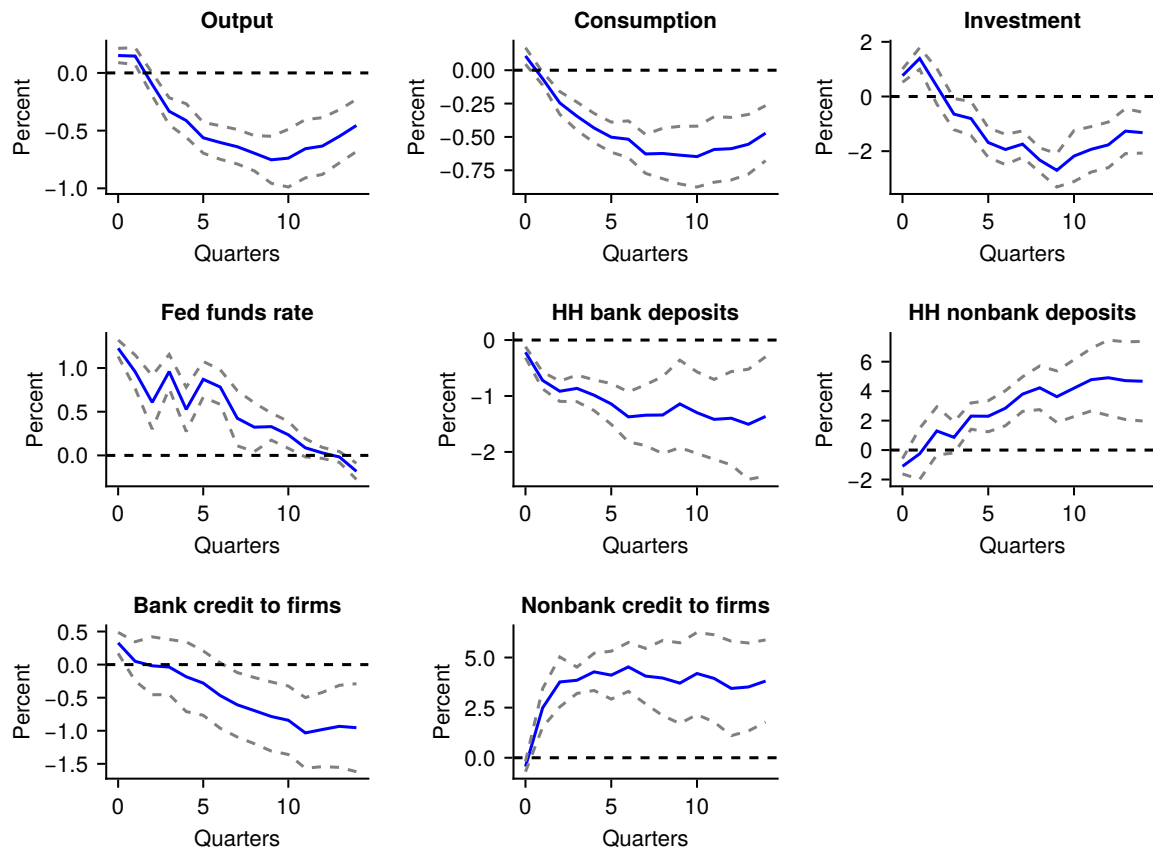 Output
Consumption
Investment
Percent
0.0
−0.5
−1.0
0
5
10
Quarters
Percent
0.00
−0.25
−0.50
−0.75
0
5
10
Quarters
Percent
2
0
−2
0
5
10
Quarters
Fed funds rate
HH bank deposits
HH nonbank deposits
Percent
1.0
0.5
0.0
0
5
10
Quarters
Percent
0
−1
−2
0
5
10
Quarters
Percent
6
4
2
0
−2
0
5
10
Quarters
Bank credit to firms
Nonbank credit to firms
Percent
0.5
0.0
−0.5
−1.0
−1.5
0
5
10
Quarters
Percent
5.0
2.5
0.0
0
5
10
Quarters